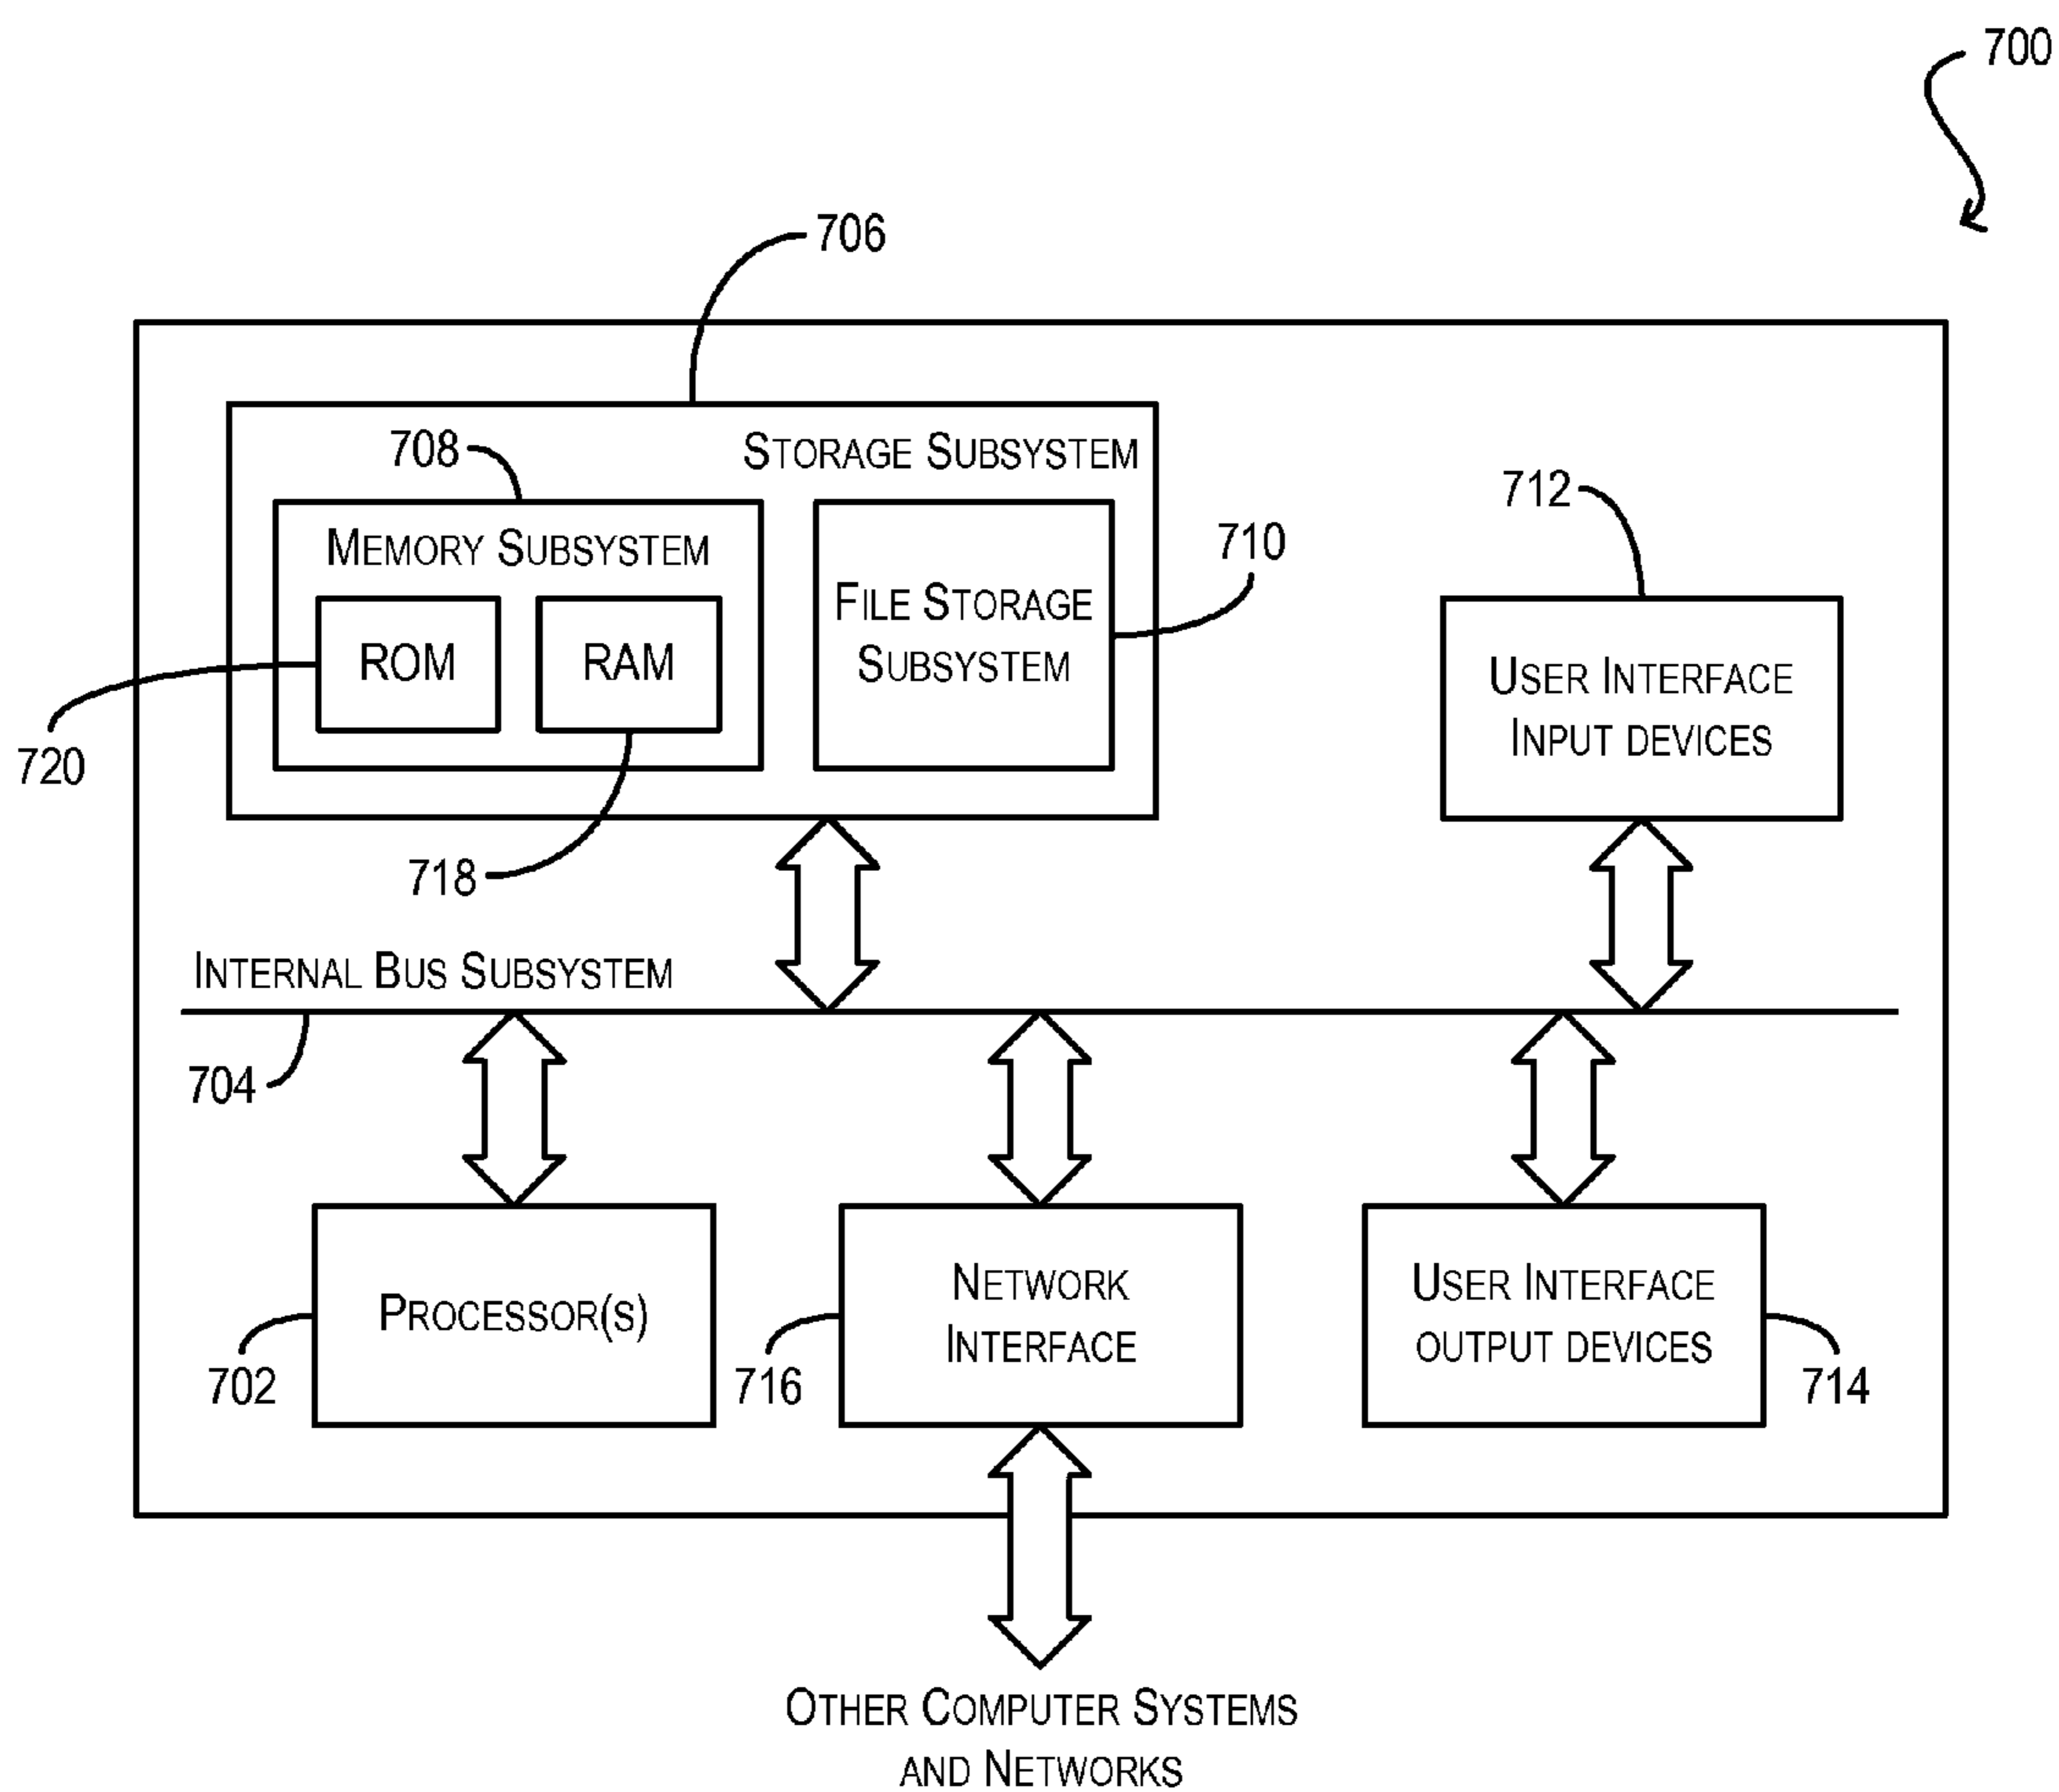 700
706
708
STORAGE SUBSYSTEM
712
MEMORY SUBSYSTEM
710
FILE STORAGE
SUBSYSTEM
ROM
RAM
USER INTERFACE
INPUT DEVICES
720
718
INTERNAL BUS SUBSYSTEM
704
PROCESSOR(S)
702
NETWORK
INTERFACE
716
USER INTERFACE
OUTPUT DEVICES
714
OTHER COMPUTER SYSTEMS
AND NETWORKS